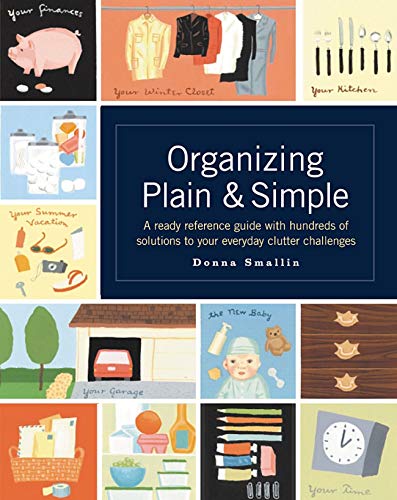 Your Finances
Your Winter Closet
Your Kitchen
Organizing
Plain & Simple
A ready reference guide with hundreds of
solutions to your everyday clutter challenges
Donna Smallin
Your Summer
Vacation
the New Baby
Your Garage
Your Time